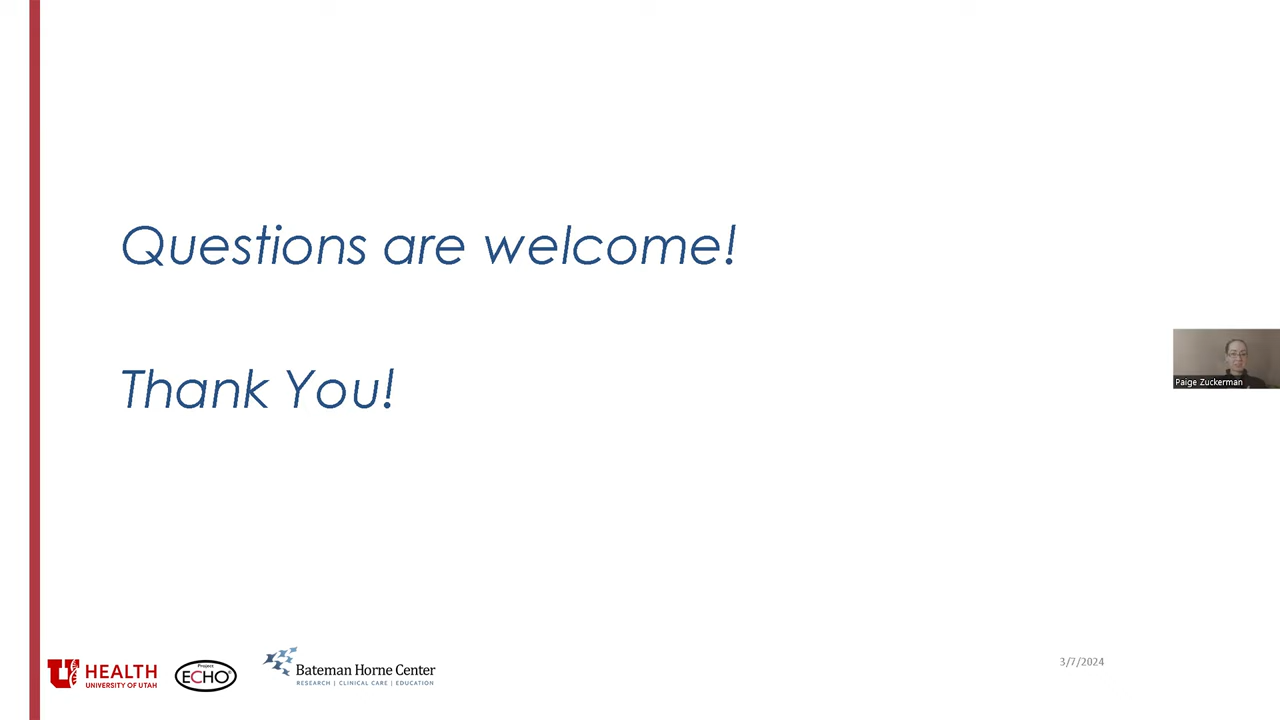 Questions are welcome!
Thank You!
Paige Zuckerman
U HEALTH
UNIVERSITY OF UTAH
Project
ECHO®
Bateman Horne Center
RESEARCH | CLINICAL CARE | EDUCATION
3/7/2024